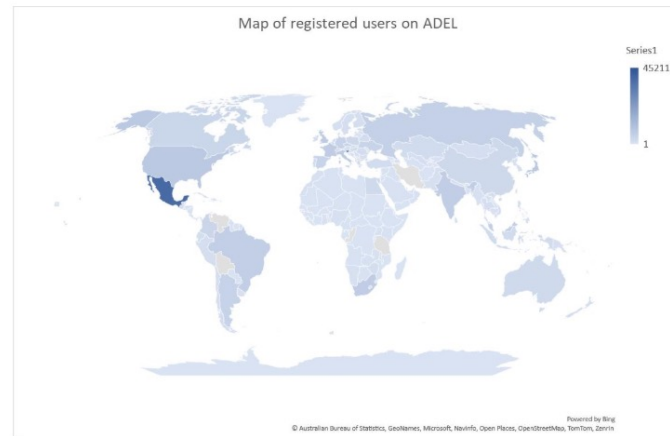 Map of registered users on ADEL
Series1
45211
1
Powered by Bing
© Australian Bureau of Statistics, GeoNames, Microsoft, Navinfo, Open Places, OpenStreetMap, TomTom, Zenrin